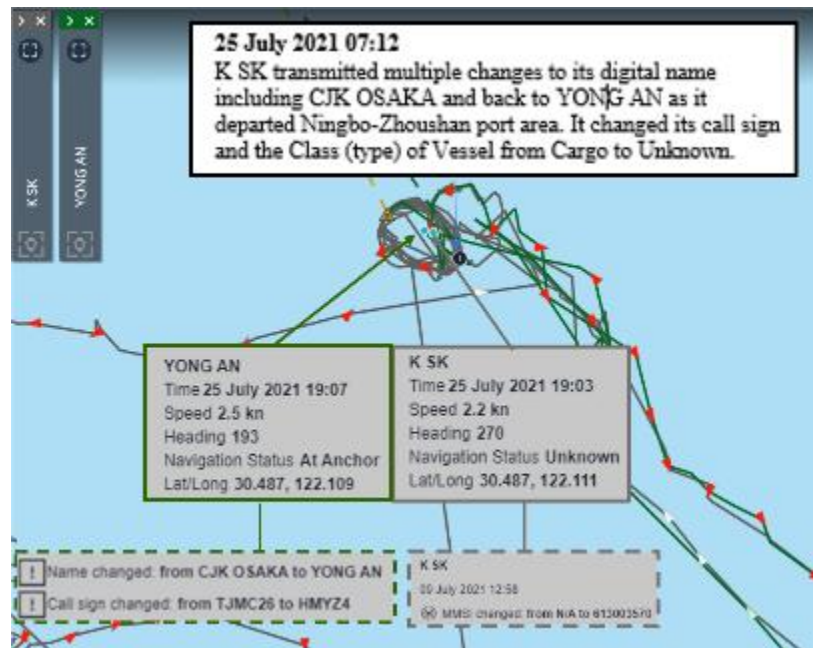 25 July 2021 07:12
K SK transmitted multiple changes to its digital name
including CJK OSAKA and back to YONG AN as it
departed Ningbo-Zhoushan port area. It changed its call sign
and the Class (type) of Vessel from Cargo to Unknown.
K SK
YONG AN
YONG AN
Time 25 July 2021 19:07
Speed 2.5 kn
Heading 193
Navigation Status At Anchor
Lat/Long 30.487, 122.109
K SK
Time 25 July 2021 19:03
Speed 2.2 kn
Heading 270
Navigation Status Unknown
Lat/Long 30.487, 122.111
Name changed: from CJK OSAKA to YONG AN
Call sign changed: from TJMC26 to HMYZ4
K SK
09 July 2021 12:58
MMSI changed: from N/A to 613003570